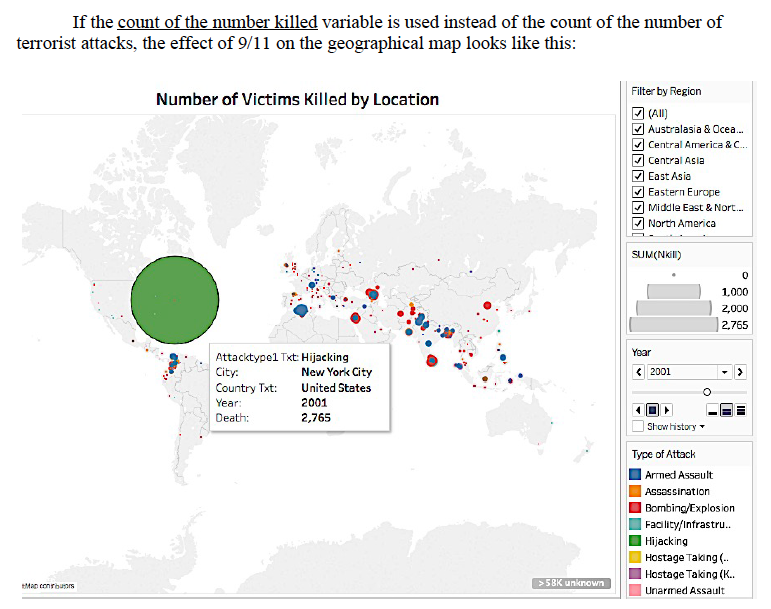 If the count of the number killed variable is used instead of the count of the number of
terrorist attacks, the effect of 9/11 on the geographical map looks like this:
Number of Victims Killed by Location
Attacktype1 Txt: Hijacking
City: New York City
Country Txt: United States
Year: 2001
Death: 2,765
Map contributors
>58K unknown
Filter by Region
(All)
Australasia & Ocea...
Central America & C...
Central Asia
East Asia
Eastern Europe
Middle East & Nort...
North America
SUM(Nkill)
0
1,000
2,000
2,765
Year
2001
Show history
Type of Attack
Armed Assault
Assassination
Bombing/Explosion
Facility/Infrastru..
Hijacking
Hostage Taking (..
Hostage Taking (K..
Unarmed Assault